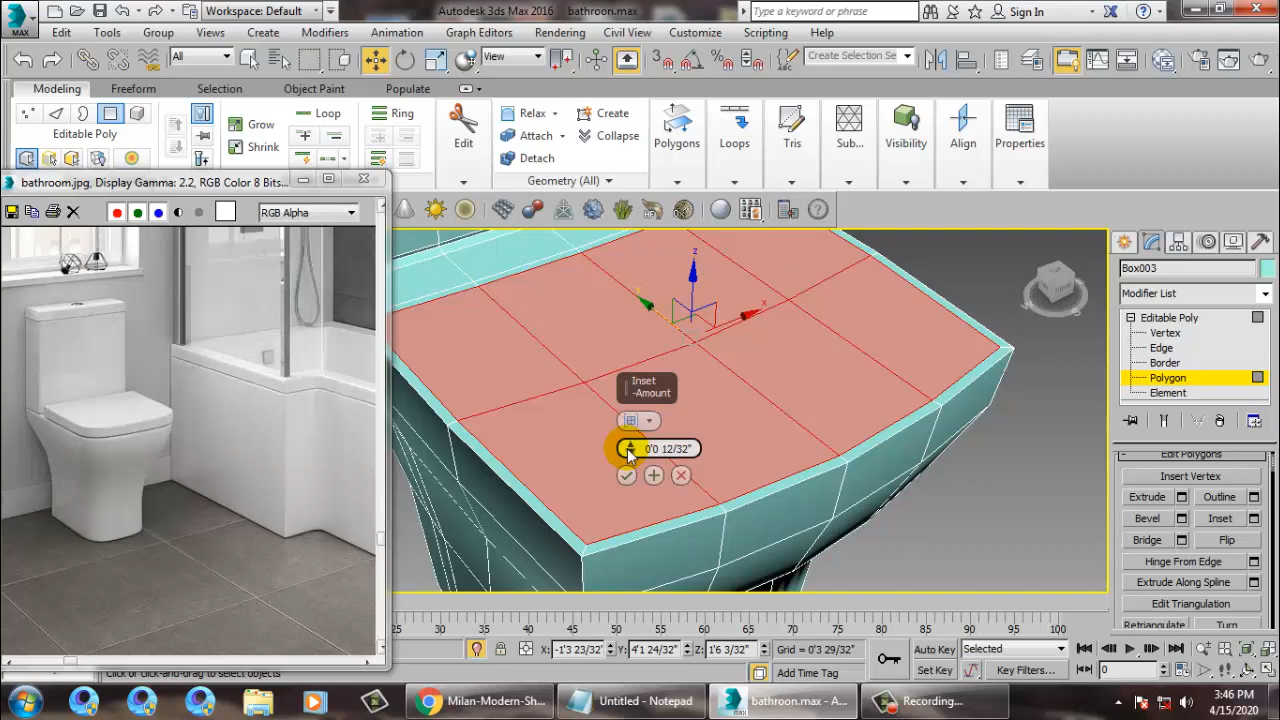 MAX
Workspace: Default
Autodesk 3ds Max 2016
bathroon.max
Type a keyword or phrase
Sign In
Edit
Tools
Group
Views
Create
Modifiers
Animation
Graph Editors
Rendering
Civil View
Customize
Scripting
Help
All
View
Create Selection Se
Modeling
Freeform
Selection
Object Paint
Populate
Editable Poly
Grow
Shrink
Loop
Ring
Edit
Relax
Create
Attach
Collapse
Detach
Geometry (All)
Polygons
Loops
Tris
Sub...
Visibility
Align
Properties
bathroom.jpg, Display Gamma: 2.2, RGB Color 8 Bits...
RGB Alpha
z
x
Inset
-Amount
0'0 12/32"
Box003
Modifier List
Editable Poly
Vertex
Edge
Border
Polygon
Element
Edit Polygons
Insert Vertex
Extrude
Outline
Bevel
Inset
Bridge
Flip
Hinge From Edge
Extrude Along Spline
Edit Triangulation
Retriangulate
Turn
25 30 35 40 45 50 55 60 65 70 75 80 85 90 95 100
X: -1'3 23/32" Y: 4'1 24/32" Z: 1'6 3/32" Grid = 0'3 29/32"
Auto Key
Selected
Set Key
Key Filters...
0
Click or click-and-drag to select objects
Add Time Tag
Milan-Modern-Sh...
Untitled - Notepad
bathroon.max - A...
Recording...
3:46 PM
4/15/2020